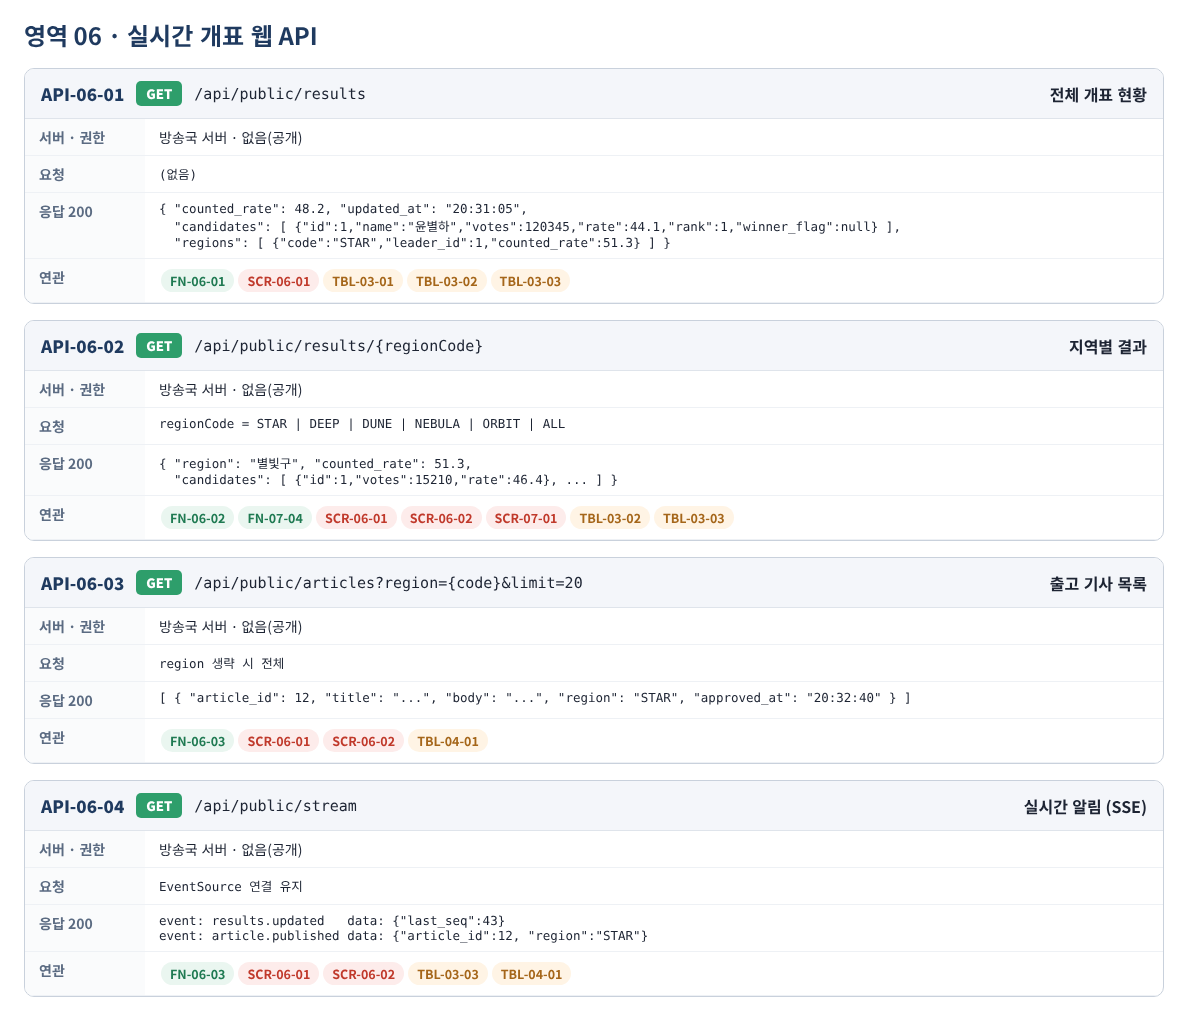 영역 06 · 실시간 개표 웹 API
API-06-01 GET /api/public/results 전체 개표 현황
서버 · 권한 방송국 서버 · 없음(공개)
요청 (없음)
응답 200 { "counted_rate": 48.2, "updated_at": "20:31:05",
"candidates": [ {"id":1,"name":"윤별하","votes":120345,"rate":44.1,"rank":1,"winner_flag":null} ],
"regions": [ {"code":"STAR","leader_id":1,"counted_rate":51.3} ] }
연관 FN-06-01 SCR-06-01 TBL-03-01 TBL-03-02 TBL-03-03
API-06-02 GET /api/public/results/{regionCode} 지역별 결과
서버 · 권한 방송국 서버 · 없음(공개)
요청 regionCode = STAR | DEEP | DUNE | NEBULA | ORBIT | ALL
응답 200 { "region": "별빛구", "counted_rate": 51.3,
"candidates": [ {"id":1,"votes":15210,"rate":46.4}, ... ] }
연관 FN-06-02 FN-07-04 SCR-06-01 SCR-06-02 SCR-07-01 TBL-03-02 TBL-03-03
API-06-03 GET /api/public/articles?region={code}&limit=20 출고 기사 목록
서버 · 권한 방송국 서버 · 없음(공개)
요청 region 생략 시 전체
응답 200 [ { "article_id": 12, "title": "...", "body": "...", "region": "STAR", "approved_at": "20:32:40" } ]
연관 FN-06-03 SCR-06-01 SCR-06-02 TBL-04-01
API-06-04 GET /api/public/stream 실시간 알림 (SSE)
서버 · 권한 방송국 서버 · 없음(공개)
요청 EventSource 연결 유지
응답 200 event: results.updated data: {"last_seq":43}
event: article.published data: {"article_id":12, "region":"STAR"}
연관 FN-06-03 SCR-06-01 SCR-06-02 TBL-03-03 TBL-04-01